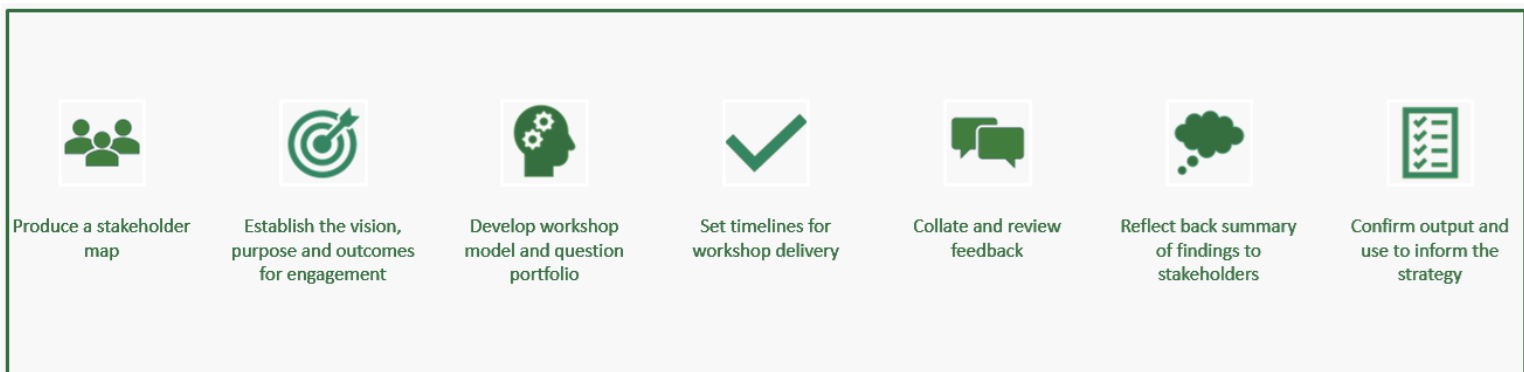 Produce a stakeholder
map
Establish the vision,
purpose and outcomes
for engagement
Develop workshop
model and question
portfolio
Set timelines for
workshop delivery
Collate and review
feedback
Reflect back summary
of findings to
stakeholders
Confirm output and
use to inform the
strategy